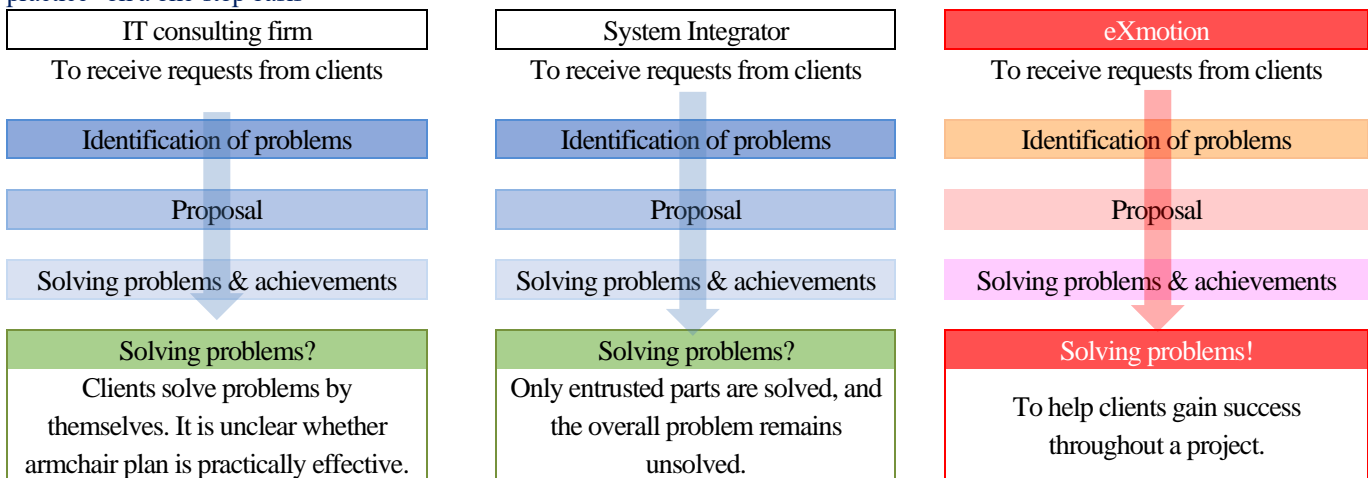 IT consulting firm
To receive requests from clients
Identification of problems
Proposal
Solving problems & achievements
Solving problems?
Clients solve problems by
themselves. It is unclear whether
armchair plan is practically effective.
System Integrator
To receive requests from clients
Identification of problems
Proposal
Solving problems & achievements
Solving problems?
Only entrusted parts are solved, and
the overall problem remains
unsolved.
eXmotion
To receive requests from clients
Identification of problems
Proposal
Solving problems & achievements
Solving problems!
To help clients gain success
throughout a project.